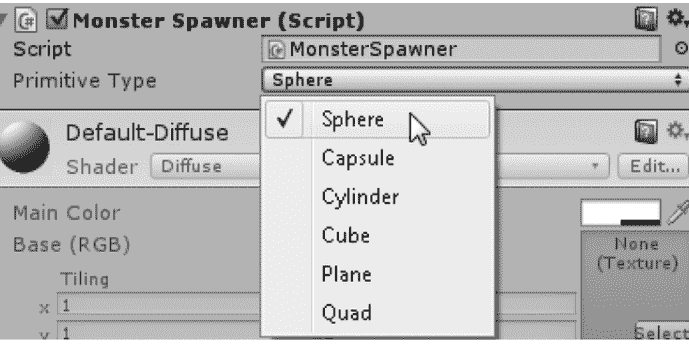 Monster Spawner (Script)
Script MonsterSpawner
Primitive Type Sphere
Sphere
Capsule
Cylinder
Cube
Plane
Quad
Default-Diffuse
Shader Diffuse Edit...
Main Color
Base (RGB)
None
(Texture)
Tiling
x 1
y 1
Select